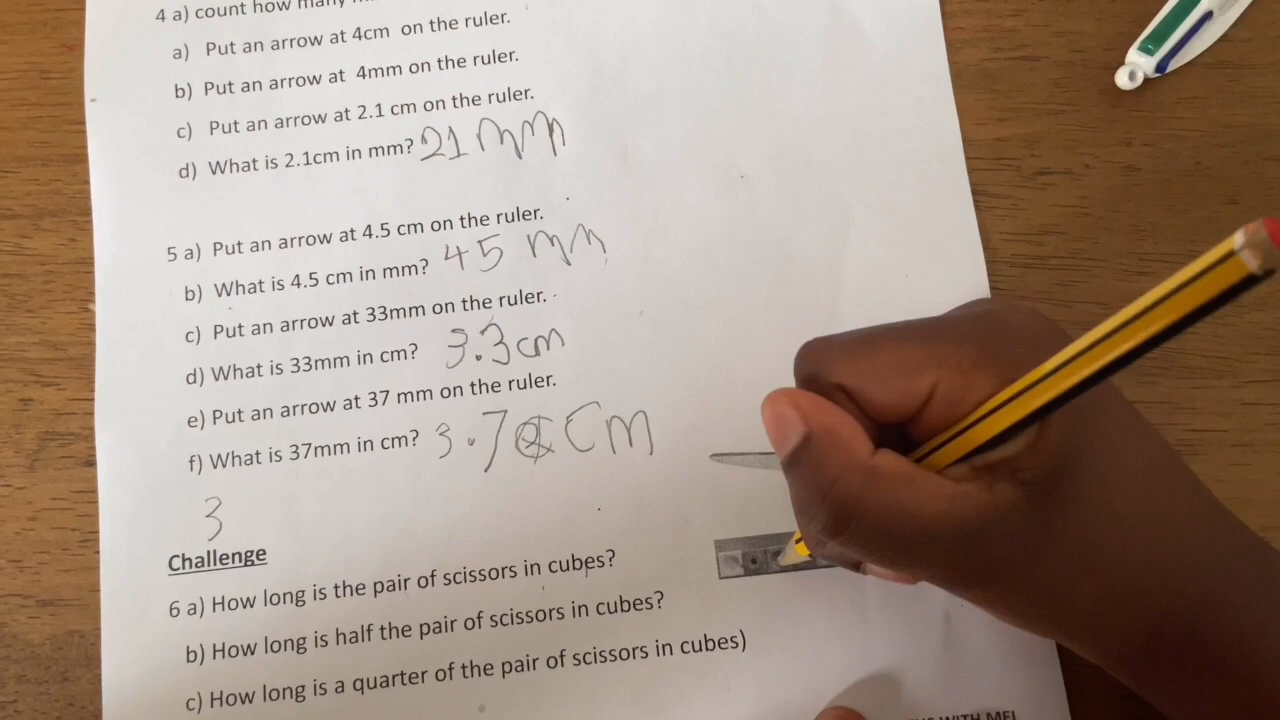 4 a) count how many
a) Put an arrow at 4cm on the ruler.
b) Put an arrow at 4mm on the ruler.
c) Put an arrow at 2.1 cm on the ruler.
d) What is 2.1cm in mm? 21 mm
5 a) Put an arrow at 4.5 cm on the ruler.
b) What is 4.5 cm in mm? 45 mm
c) Put an arrow at 33mm on the ruler.
d) What is 33mm in cm? 3.3cm
e) Put an arrow at 37 mm on the ruler.
f) What is 37mm in cm? 3.7 Cm
3
Challenge
6 a) How long is the pair of scissors in cubes?
b) How long is half the pair of scissors in cubes?
c) How long is a quarter of the pair of scissors in cubes)
WITH ME!